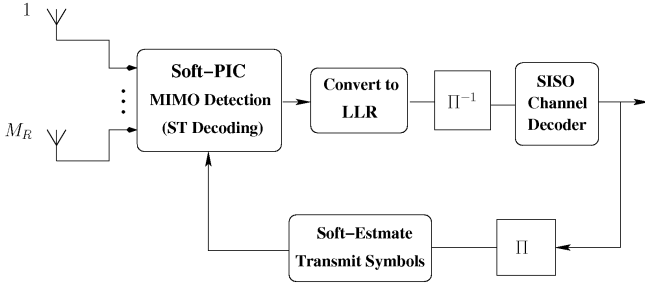 1
M_R
Soft−PIC
MIMO Detection
(ST Decoding)
Convert to
LLR
Π⁻¹
SISO
Channel
Decoder
Soft−Estmate
Transmit Symbols
Π